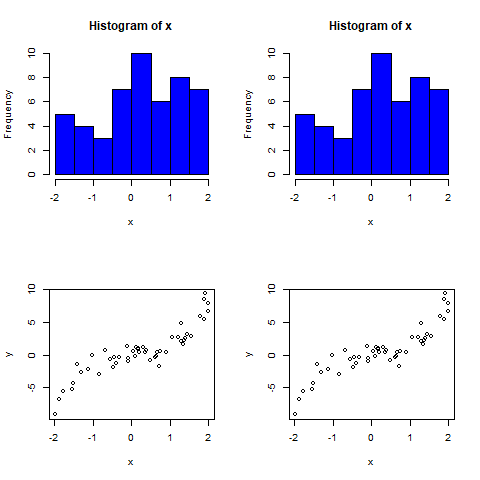 Histogram of x
Frequency
0 2 4 6 8 10
-2 -1 0 1 2
x
Histogram of x
Frequency
0 2 4 6 8 10
-2 -1 0 1 2
x
y
-5 0 5 10
-2 -1 0 1 2
x
y
-5 0 5 10
-2 -1 0 1 2
x